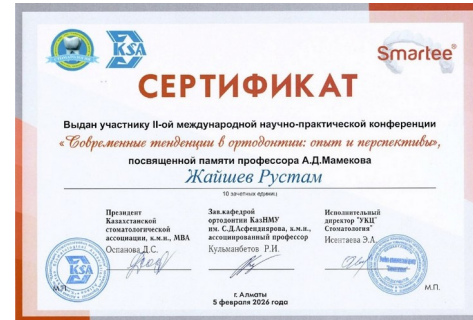 KSA
Smartee®
СЕРТИФИКАТ
Выдан участнику II-ой международной научно-практической конференции
«Современные тенденции в ортодонтии: опыт и перспективы»,
посвященной памяти профессора А.Д.Мамекова
Жайшев Рустам
10 зачетных единиц
Президент
Казахстанской
стоматологической
ассоциации, к.м.н., МВА
Оспанова Д.С.
Зав.кафедрой
ортодонтии КазНМУ
им. С.Д.Асфендиярова, к.м.н.,
ассоциированный профессор
Кульманбетов Р.И.
Исполнительный
директор "УКЦ
Стоматология"
Исентаева Э.А.
KSA
М.П.
М.П.
г. Алматы
5 февраля 2026 года